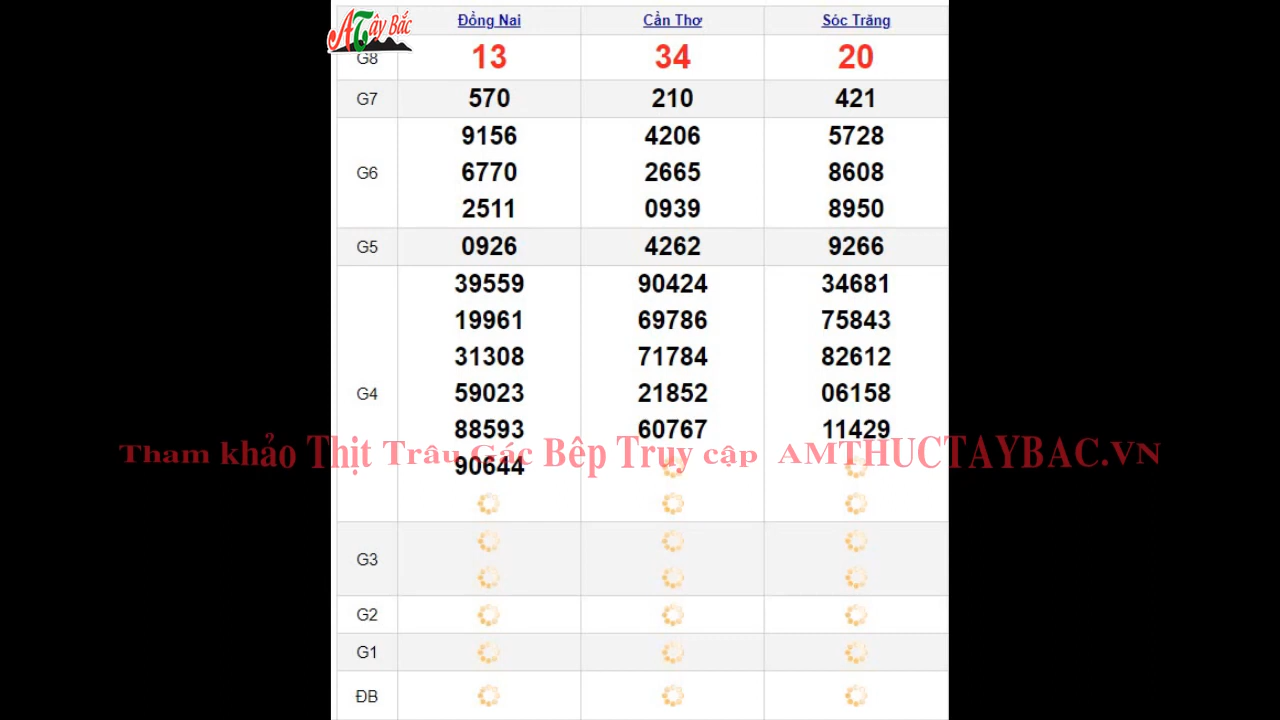 ATây Bắc
Đồng Nai Cần Thơ Sóc Trăng
G8 13 34 20
G7 570 210 421
9156 4206 5728
G6 6770 2665 8608
2511 0939 8950
G5 0926 4262 9266
39559 90424 34681
19961 69786 75843
31308 71784 82612
G4 59023 21852 06158
88593 60767 11429
Tham khảo Thịt Trâu Gác Bêp Truy cập AMTHUCTAYBAC.VN
90644
G3
G2
G1
ĐB